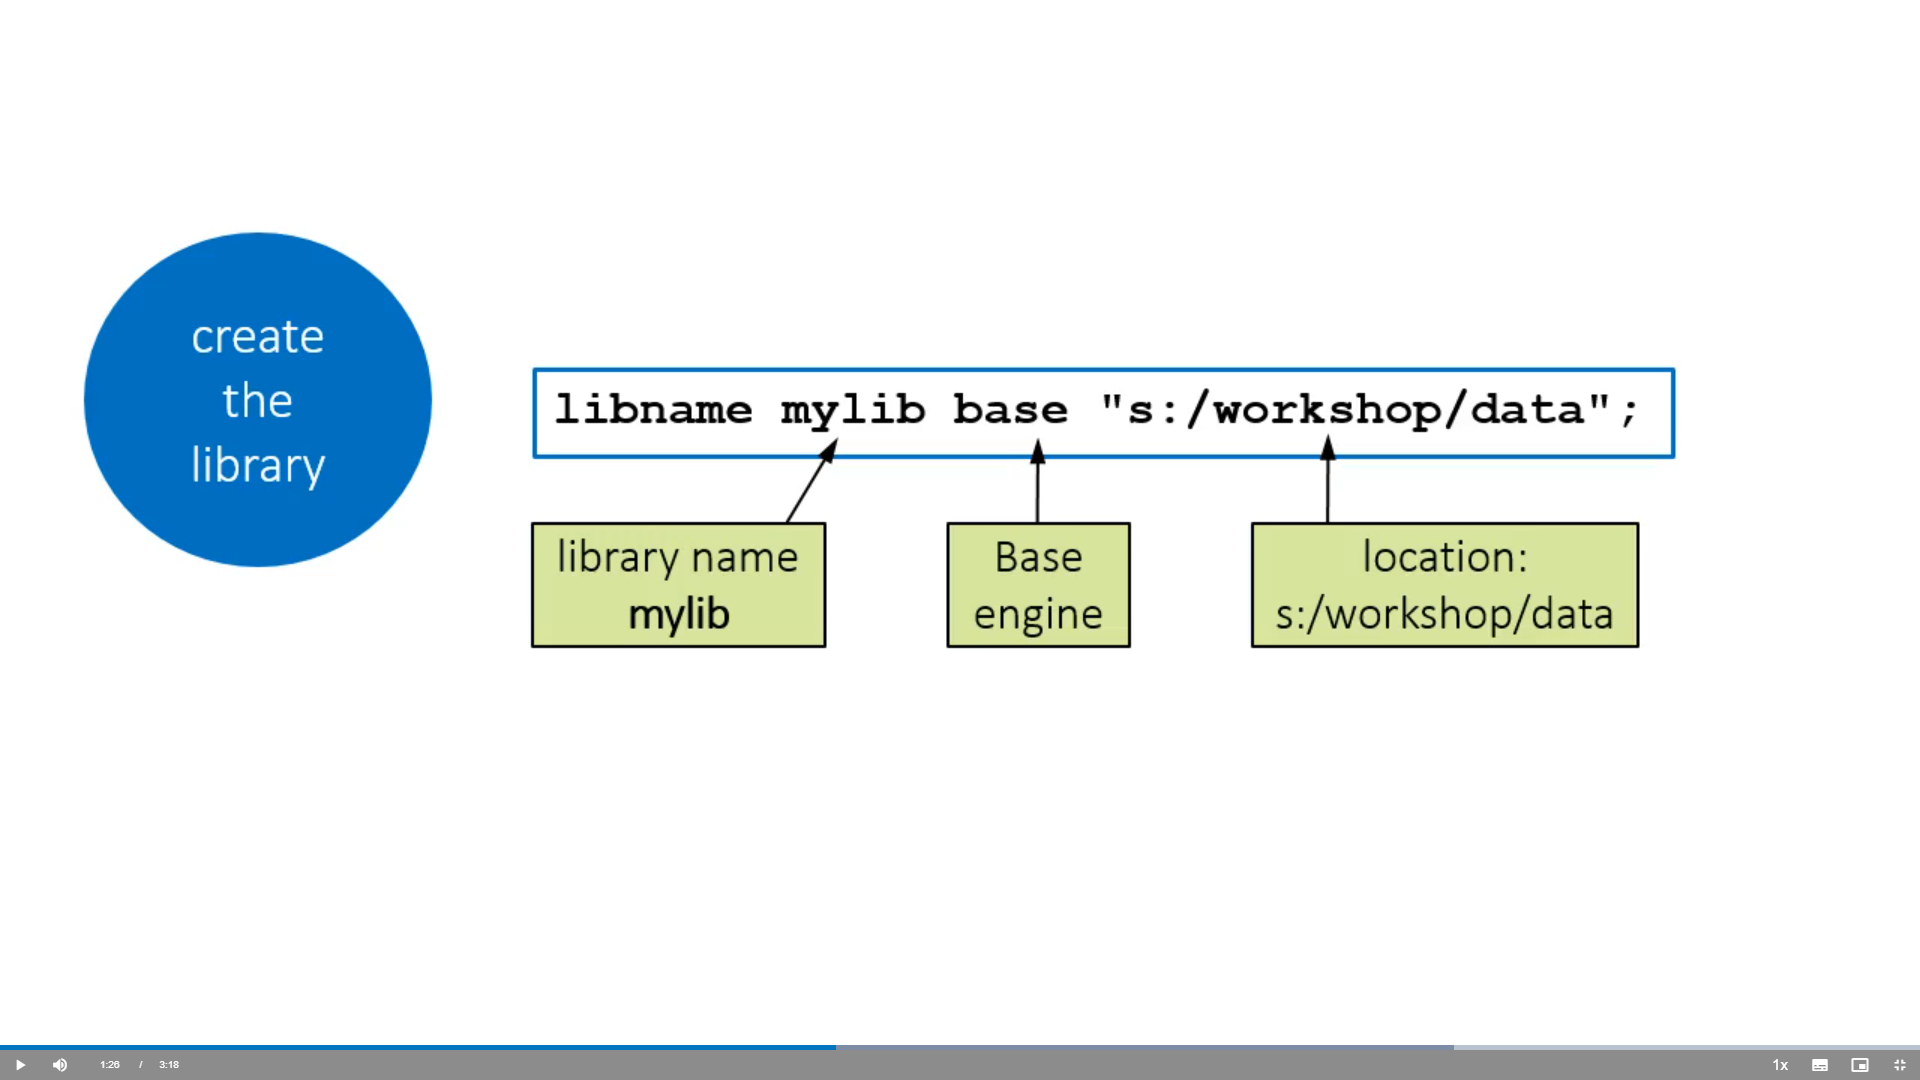 create
the
library
libname mylib base "s:/workshop/data";
library name
mylib
Base
engine
location:
s:/workshop/data
1:26 / 3:18
1x